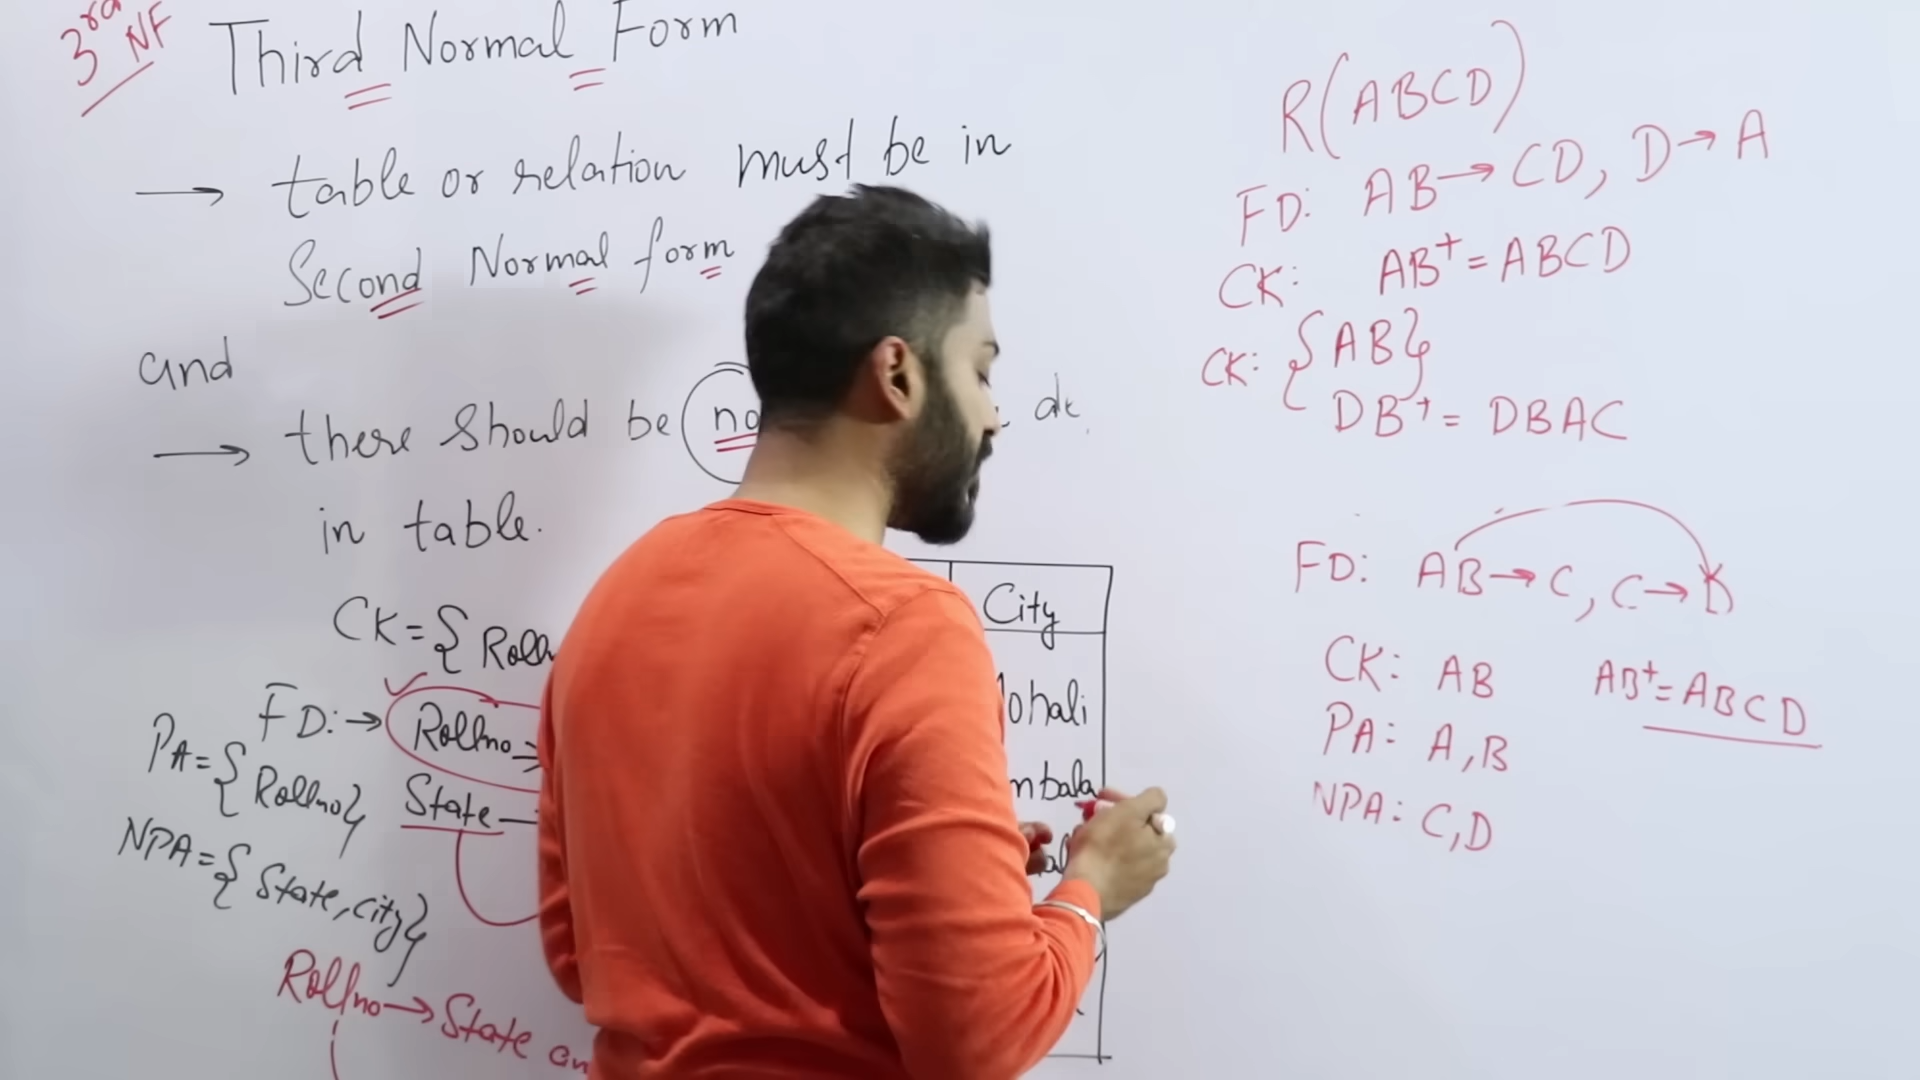 3rd NF
Third Normal Form
→ table or relation must be in
Second Normal form
and
→ there should be no
in table.
CK={ Roll
FD:→ Rollno
State
PA={ Rollno}
NPA={ State, city}
Rollno→State
City
ohali
mbala
R(ABCD)
FD: AB→CD, D→A
CK: AB+=ABCD
CK: {AB}
DB+= DBAC
FD: AB→C, C→D
CK: AB AB+=ABCD
PA: A,B
NPA: C,D